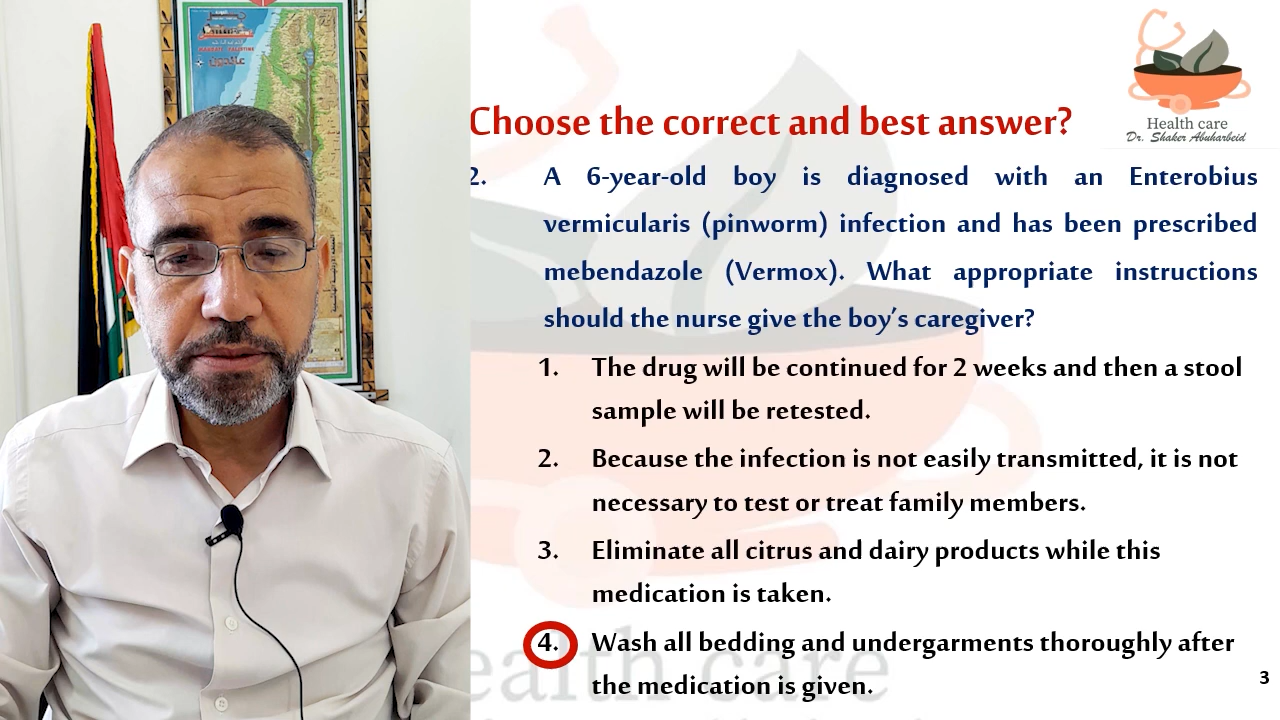 Health care
Dr. Shaker Abuharbeid
Choose the correct and best answer?
2. A 6-year-old boy is diagnosed with an Enterobius
vermicularis (pinworm) infection and has been prescribed
mebendazole (Vermox). What appropriate instructions
should the nurse give the boy's caregiver?
1. The drug will be continued for 2 weeks and then a stool
sample will be retested.
2. Because the infection is not easily transmitted, it is not
necessary to test or treat family members.
3. Eliminate all citrus and dairy products while this
medication is taken.
4. Wash all bedding and undergarments thoroughly after
the medication is given.
ealth care
3